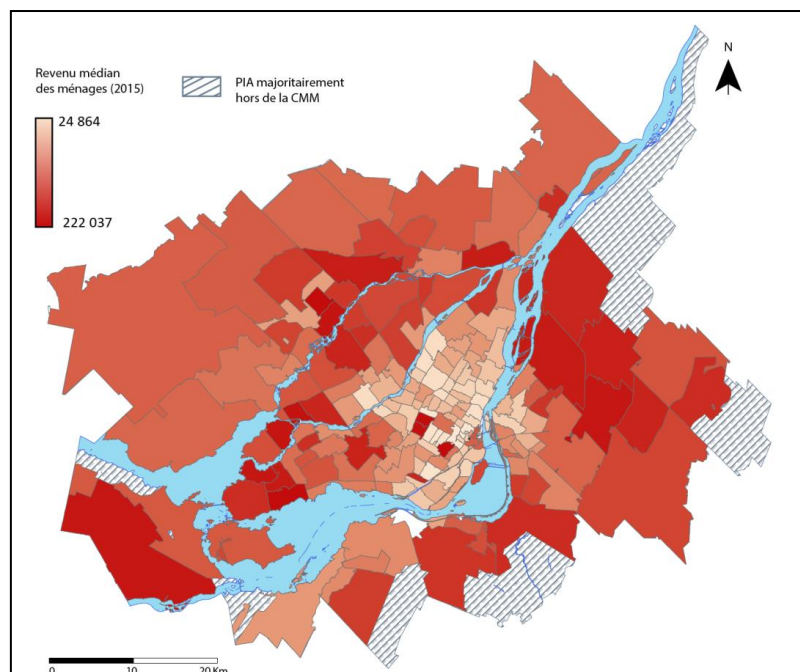 Revenu médian
des ménages (2015)
24 864
222 037
PIA majoritairement
hors de la CMM
N
0 10 20 Km